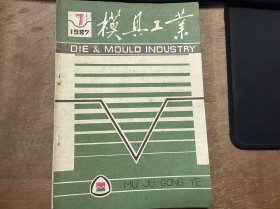 7
1987
模具工業
DIE & MOULD INDUSTRY
MU JU GONG YE